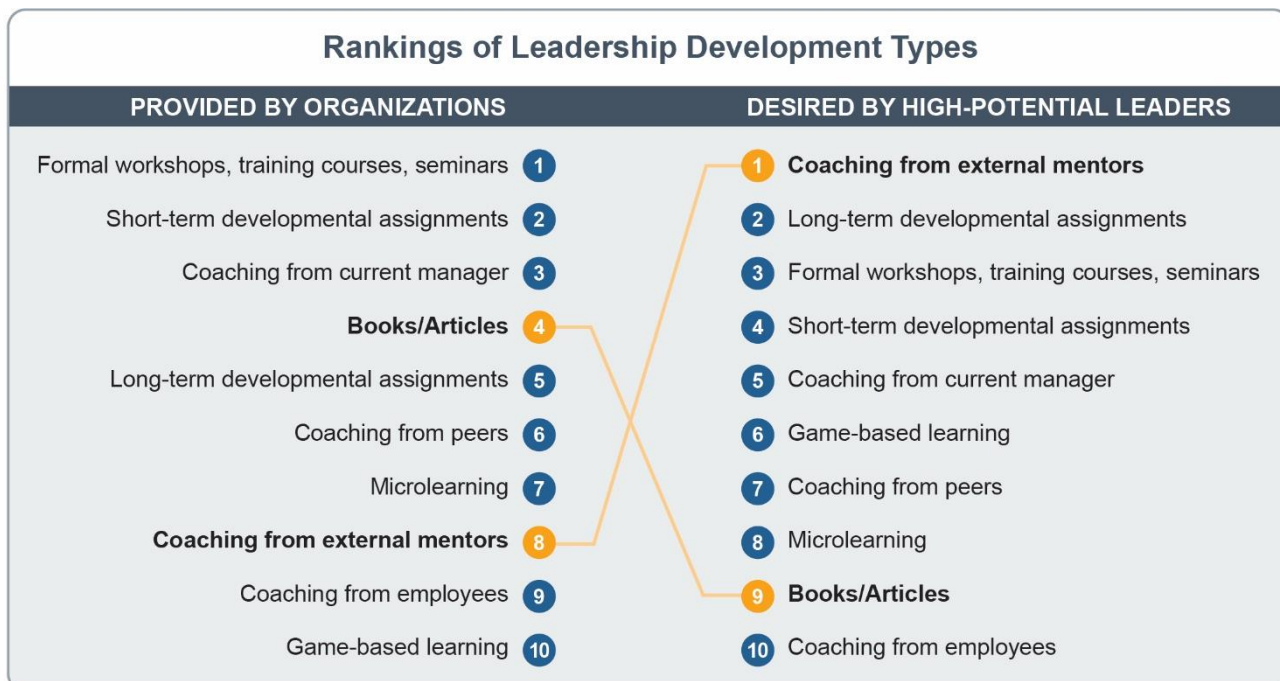 Rankings of Leadership Development Types
PROVIDED BY ORGANIZATIONS
DESIRED BY HIGH-POTENTIAL LEADERS
Formal workshops, training courses, seminars 1
Short-term developmental assignments 2
Coaching from current manager 3
Books/Articles 4
Long-term developmental assignments 5
Coaching from peers 6
Microlearning 7
Coaching from external mentors 8
Coaching from employees 9
Game-based learning 10
1 Coaching from external mentors
2 Long-term developmental assignments
3 Formal workshops, training courses, seminars
4 Short-term developmental assignments
5 Coaching from current manager
6 Game-based learning
7 Coaching from peers
8 Microlearning
9 Books/Articles
10 Coaching from employees